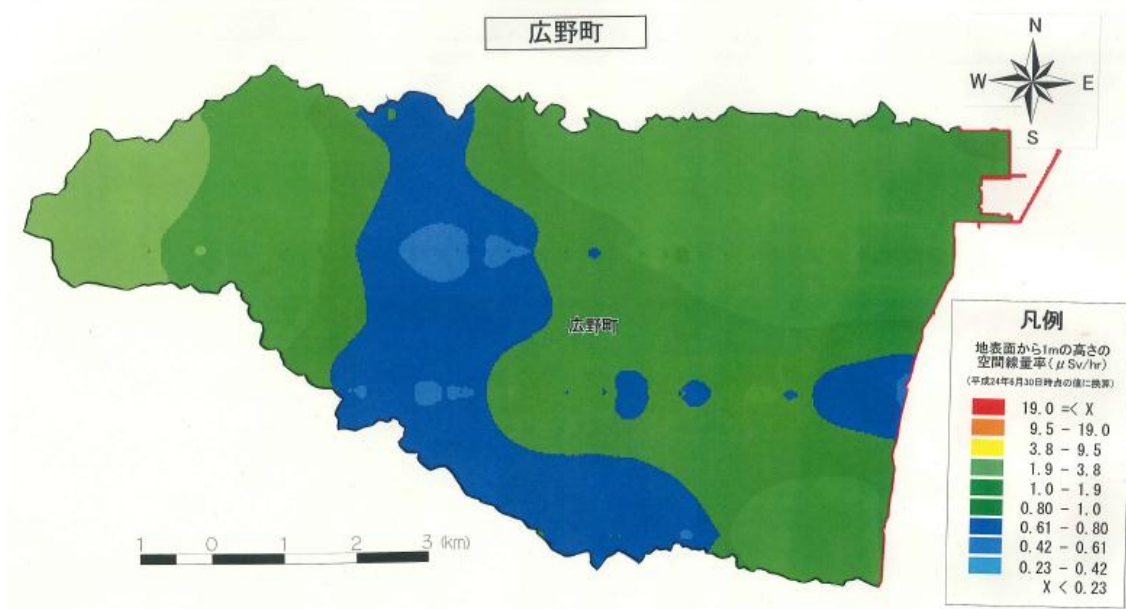 広野町
N
W
E
S
広野町
凡例
地表面から1mの高さの
空間線量率(μSv/hr)
(平成24年6月30日時点の値に換算)
19.0 =< X
9.5 - 19.0
3.8 - 9.5
1.9 - 3.8
1.0 - 1.9
0.80 - 1.0
0.61 - 0.80
0.42 - 0.61
0.23 - 0.42
X < 0.23
1 0 1 2 3 (km)